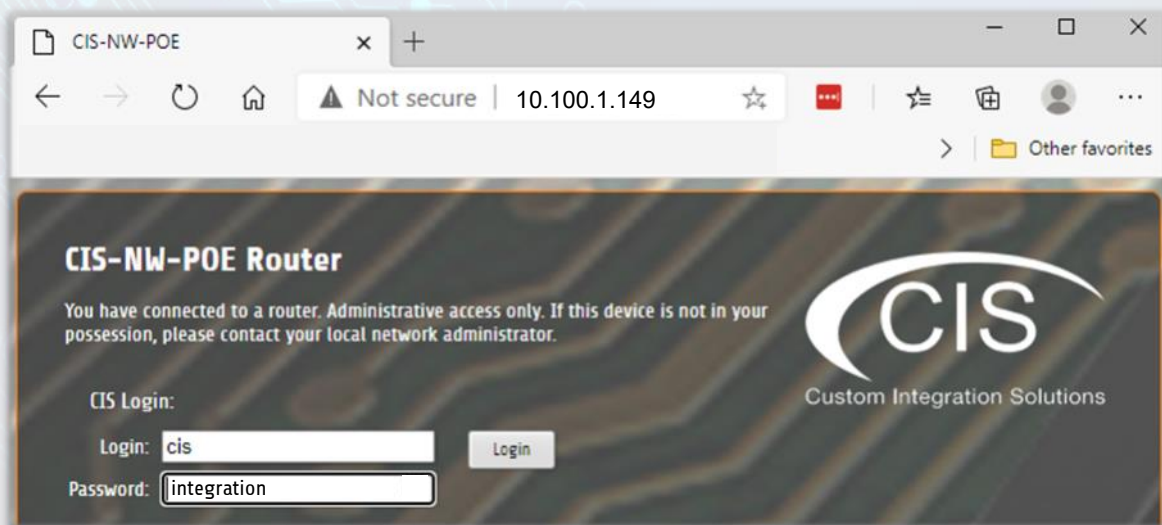 CIS-NW-POE
Not secure | 10.100.1.149
Other favorites
CIS-NW-POE Router
You have connected to a router. Administrative access only. If this device is not in your
possession, please contact your local network administrator.
CIS
Custom Integration Solutions
CIS Login:
Login: cis
Login
Password: integration